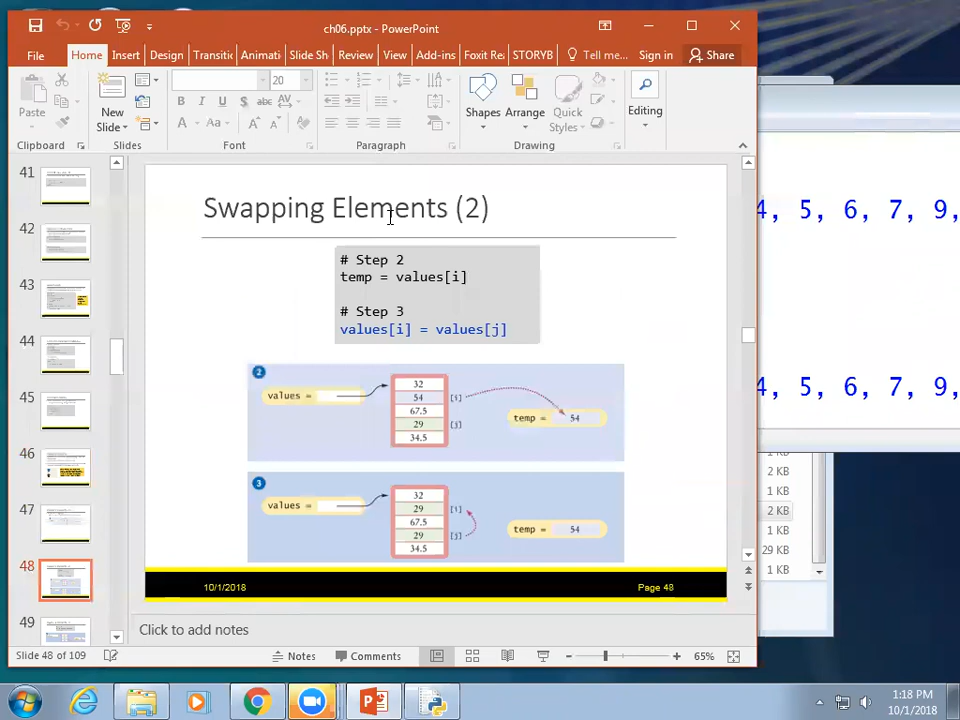 ch06.pptx - PowerPoint
File Home Insert Design Transitic Animati Slide Sh Review View Add-ins Foxit Rea STORYB Tell me... Sign in Share
20
Paste
New
Slide
B I U S abc AV
A Aa A A
Shapes Arrange Quick
Styles
Editing
Clipboard Slides Font Paragraph Drawing
41
42
43
44
45
46
47
48
49
Swapping Elements (2)
# Step 2
temp = values[i]
# Step 3
values[i] = values[j]
2
values =
32
54 [i]
67.5
29 [j]
34.5
temp = 54
3
values =
32
29 [i]
67.5
29 [j]
34.5
temp = 54
10/1/2018 Page 48
Click to add notes
Slide 48 of 109 Notes Comments 65%
4, 5, 6, 7, 9,
4, 5, 6, 7, 9,
1 KB
2 KB
1 KB
2 KB
1 KB
29 KB
1 KB
1:18 PM
10/1/2018